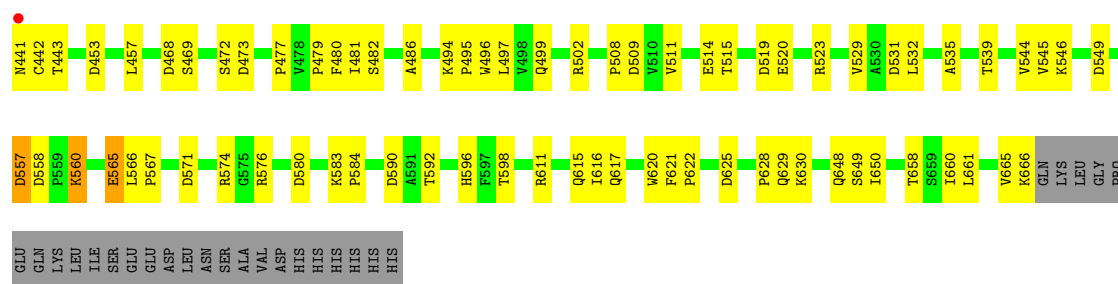 N441 C442 T443 D453 L457 D468 S469 S472 D473 P477 V478 P479 F480 I481 S482 A486 K494 P495 W496 L497 V498 Q499 R502 P508 D509 V510 V511 E514 T515 D519 E520 R523 V529 A530 D531 L532 A535 T539 V544 V545 K546 D549
D557 D558 P559 K560 E565 L566 P567 D571 R574 G575 R576 D580 K583 P584 D590 A591 T592 H596 F597 T598 R611 Q615 I616 Q617 W620 F621 P622 D625 P628 Q629 K630 Q648 S649 I650 T658 S659 I660 L661 V665 K666 GLN LYS LEU GLY PRO
GLU GLN LYS LEU ILE SER GLU GLU ASP LEU ASN SER ALA VAL ASP HIS HIS HIS HIS HIS HIS